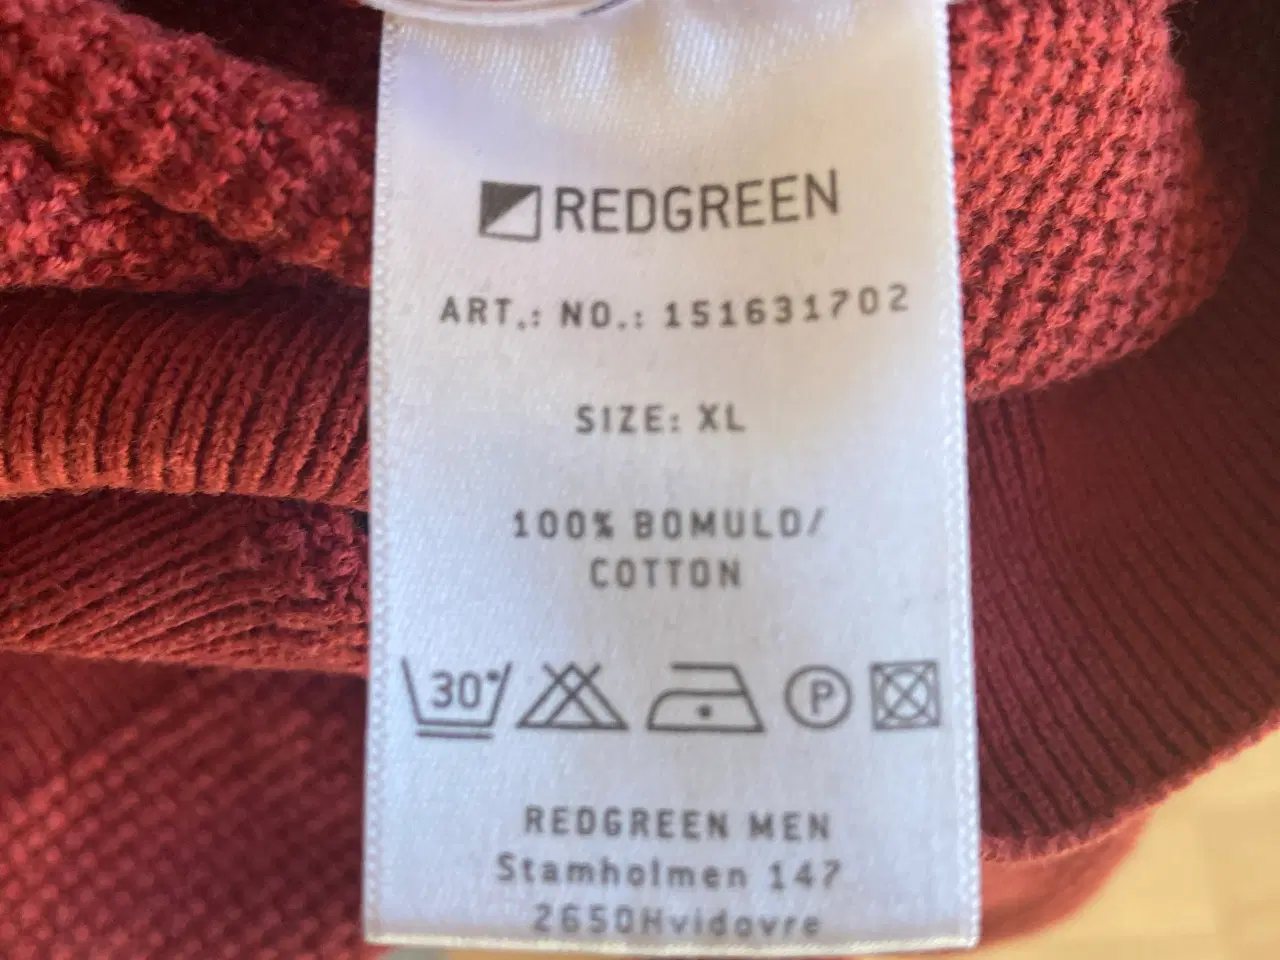 REDGREEN
ART.: NO.: 151631702
SIZE: XL
100% BOMULD/
COTTON
30° P
REDGREEN MEN
Stamholmen 147
2650Hvidovre